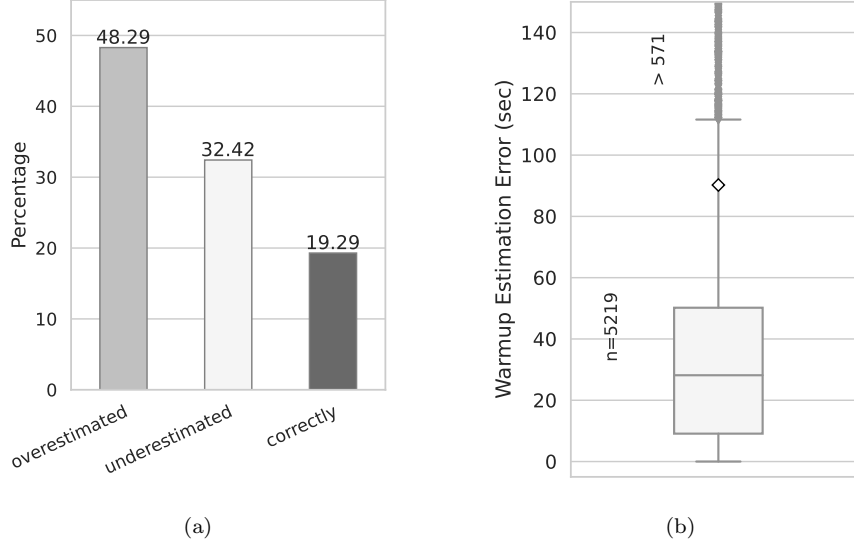 50
40
30
20
10
0
Percentage
48.29
32.42
19.29
overestimated
underestimated
correctly
(a)
140
120
100
80
60
40
20
0
Warmup Estimation Error (sec)
> 571
n=5219
(b)